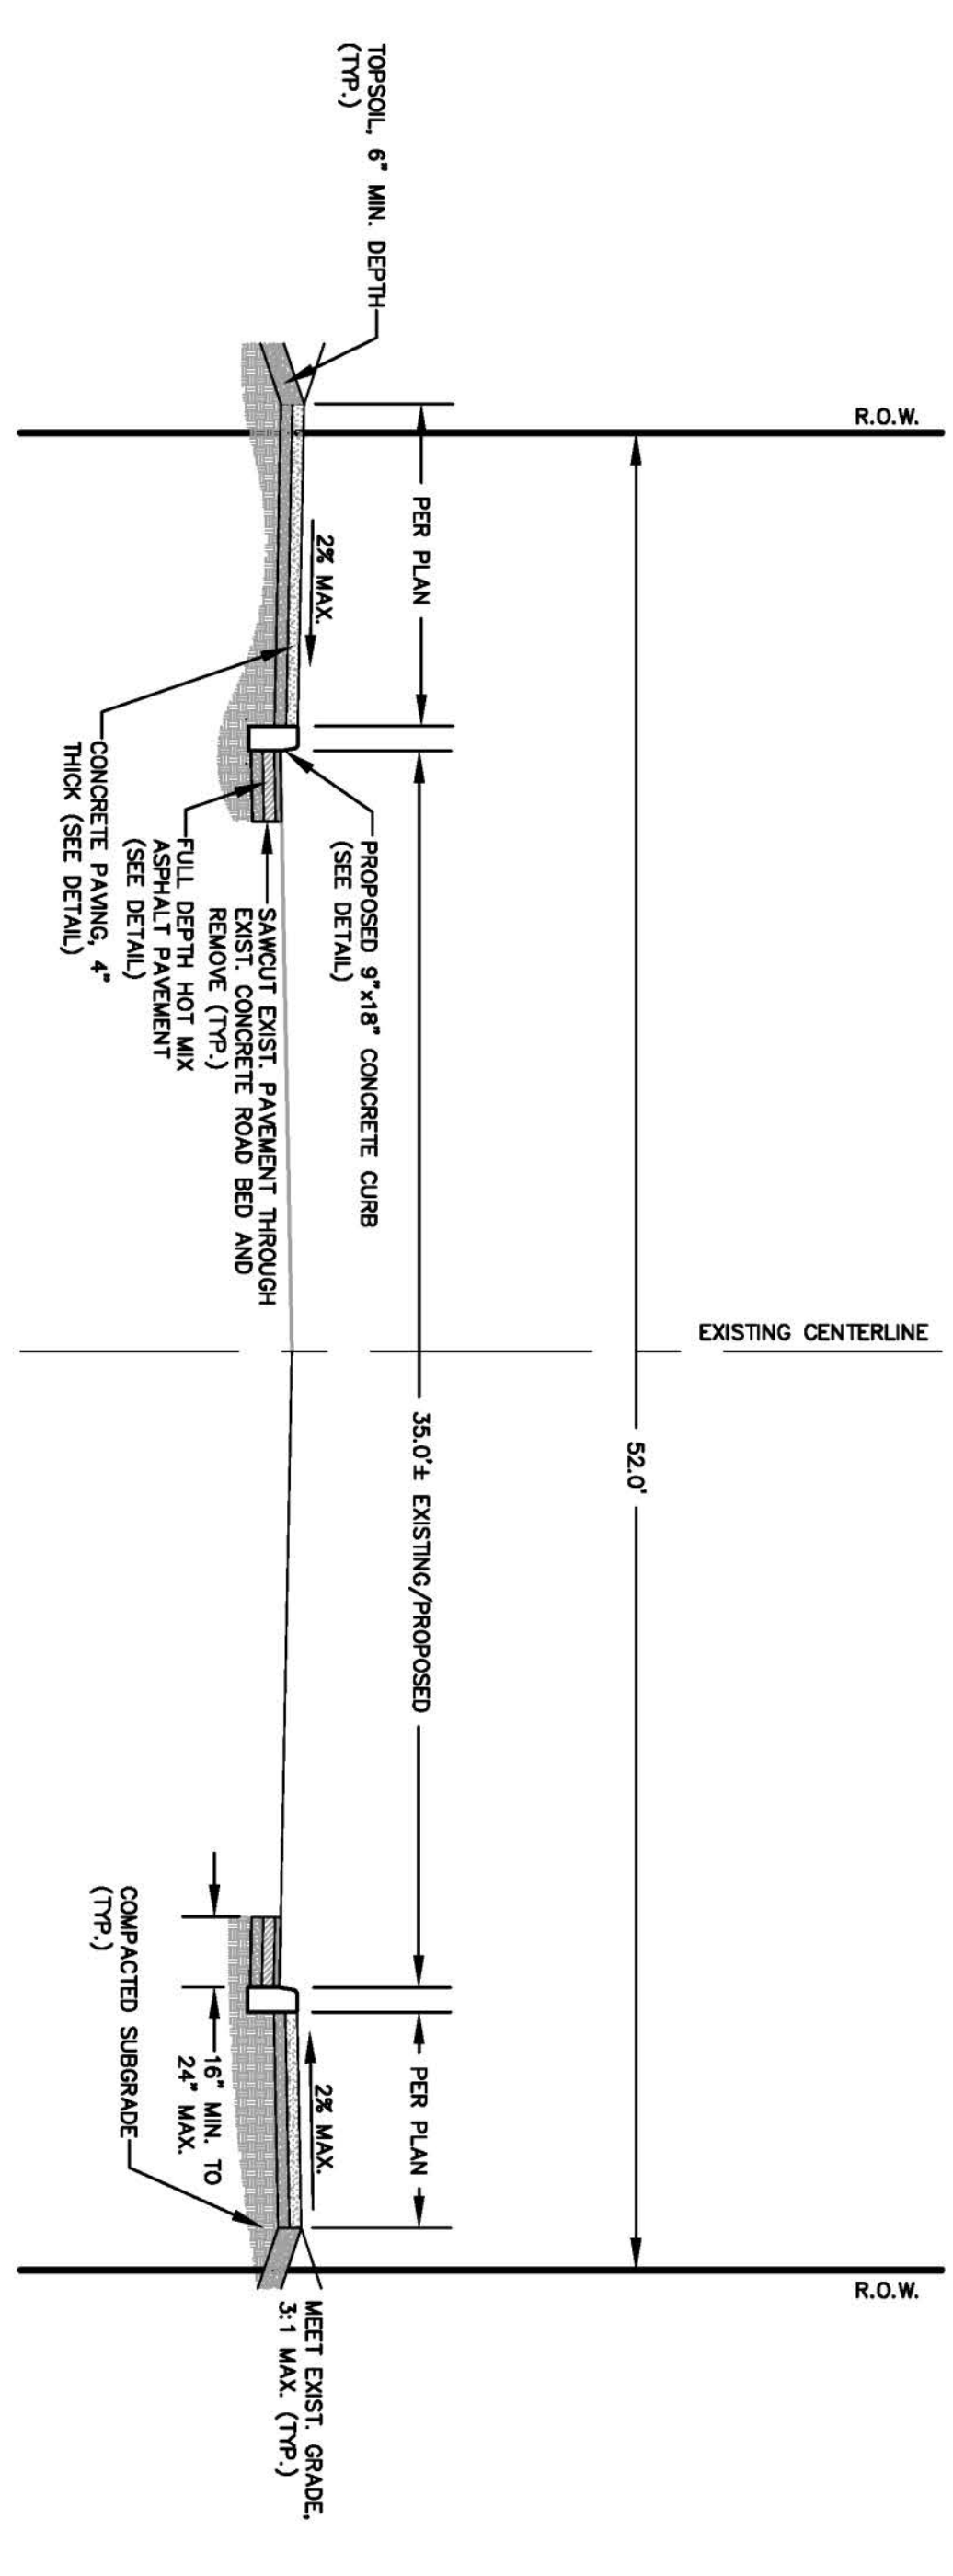 R.O.W.
EXISTING CENTERLINE
R.O.W.
52.0'
PER PLAN
35.0'± EXISTING/PROPOSED
PER PLAN
TOPSOIL, 6" MIN. DEPTH
(TYP.)
2% MAX.
PROPOSED 9"x18" CONCRETE CURB
(SEE DETAIL)
SAWCUT EXIST. PAVEMENT THROUGH
EXIST. CONCRETE ROAD BED AND
REMOVE (TYP.)
FULL DEPTH HOT MIX
ASPHALT PAVEMENT
(SEE DETAIL)
CONCRETE PAVING, 4"
THICK (SEE DETAIL)
2% MAX.
16" MIN. TO
24" MAX.
COMPACTED SUBGRADE
(TYP.)
MEET EXIST. GRADE,
3:1 MAX. (TYP.)